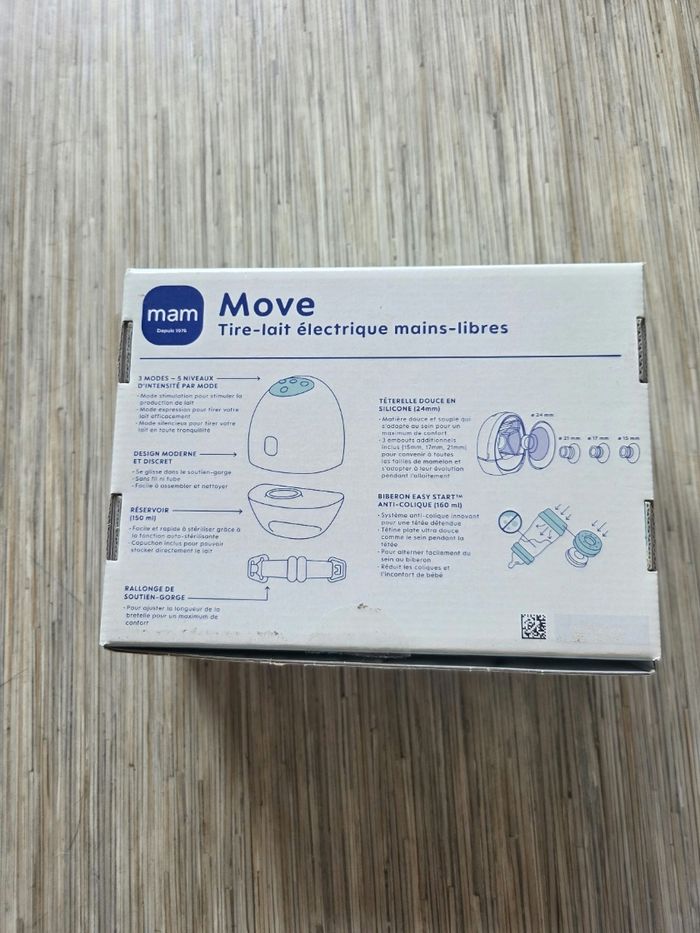 mam
Depuis 1976
Move
Tire-lait électrique mains-libres
3 MODES – 5 NIVEAUX
D'INTENSITÉ PAR MODE
· Mode stimulation pour stimuler la
production de lait
· Mode expression pour tirer votre
lait efficacement
· Mode silencieux pour tirer votre
lait en toute tranquillité
DESIGN MODERNE
ET DISCRET
· Se glisse dans le soutien-gorge
· Sans fil ni tube
· Facile à assembler et nettoyer
RÉSERVOIR
(150 ml)
· Facile et rapide à stériliser grâce à
la fonction auto-stérilisante
· Capuchon inclus pour pouvoir
stocker directement le lait
RALLONGE DE
SOUTIEN-GORGE
· Pour ajuster la longueur de la
bretelle pour un maximum de
confort
TÉTERELLE DOUCE EN
SILICONE (24mm)
· Matière douce et souple qui
s'adapte au sein pour un
maximum de confort
· 3 embouts additionnels
inclus (15mm, 17mm, 21mm)
pour convenir à toutes
les tailles de mamelon et
s'adapter à leur évolution
pendant l'allaitement
ø 24 mm
ø 21 mm
ø 17 mm
ø 15 mm
BIBERON EASY START™
ANTI-COLIQUE (160 ml)
· Système anti-colique innovant
pour une tétée détendue
· Tétine plate ultra douce
comme le sein pendant la
tétée
· Pour alterner facilement du
sein au biberon
· Réduit les coliques et
l'inconfort de bébé